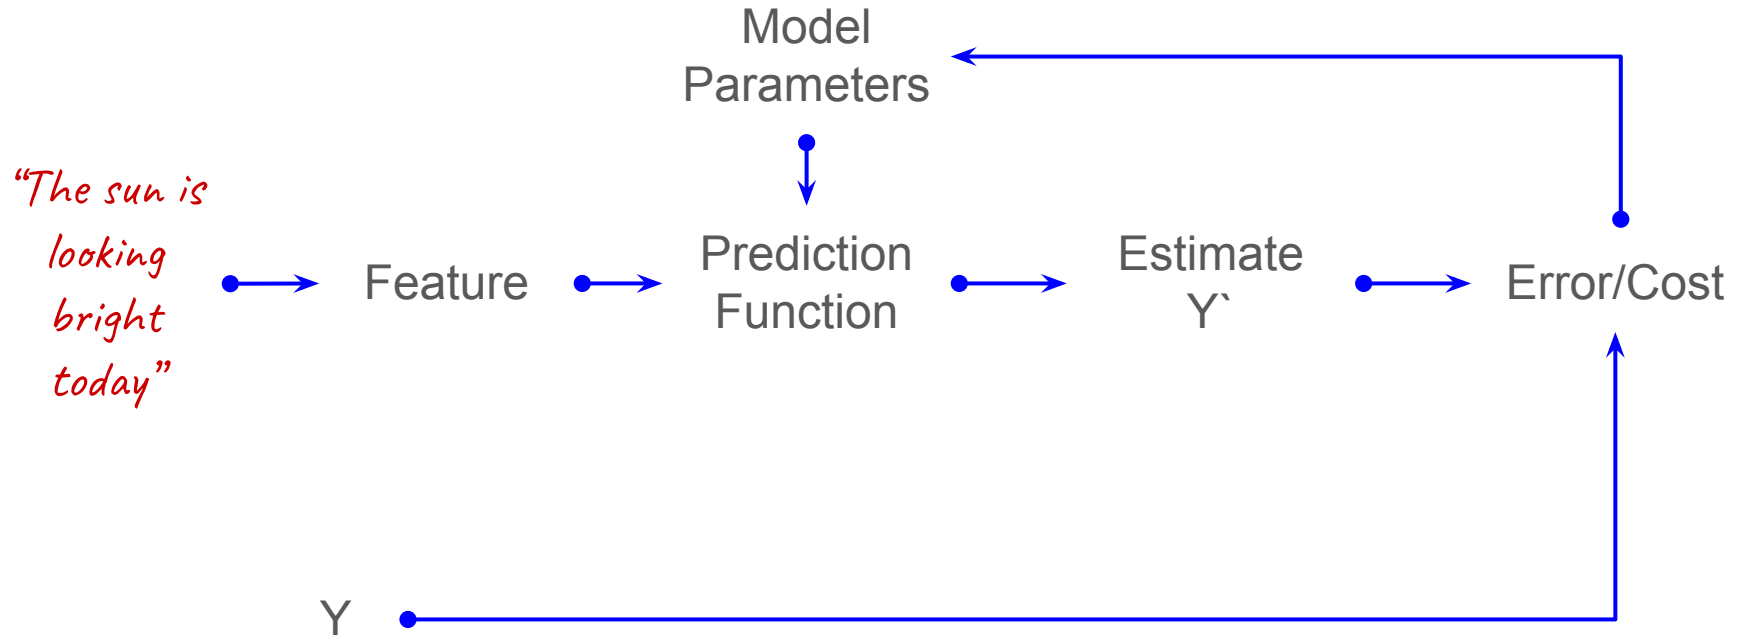 Model
Parameters
“The sun is
looking
bright
today”
Feature
Prediction
Function
Estimate
Y`
Error/Cost
Y